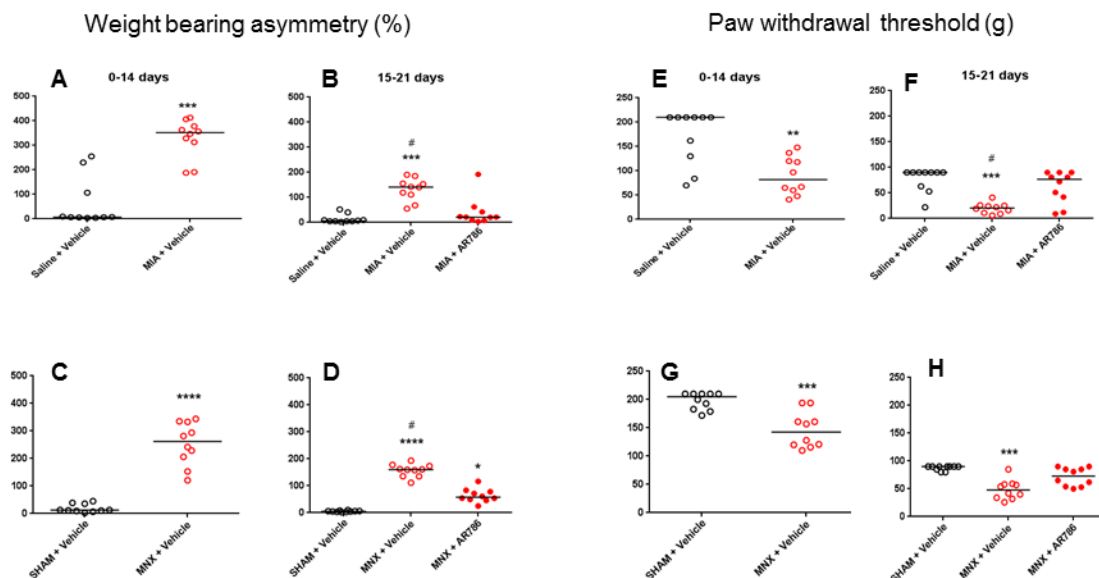 Weight bearing asymmetry (%)
Paw withdrawal threshold (g)
A
0-14 days
500
400
300
200
100
0
***
Saline + Vehicle
MIA + Vehicle
B
15-21 days
500
400
300
200
100
0
#
***
Saline + Vehicle
MIA + Vehicle
MIA + AR786
E
0-14 days
250
200
150
100
50
0
**
Saline + Vehicle
MIA + Vehicle
F
15-21 days
250
200
150
100
50
0
#
***
Saline + Vehicle
MIA + Vehicle
MIA + AR786
C
500
400
300
200
100
0
****
SHAM + Vehicle
MNX + Vehicle
D
500
400
300
200
100
0
#
****
*
SHAM + Vehicle
MNX + Vehicle
MNX + AR786
G
250
200
150
100
50
0
***
SHAM + Vehicle
MNX + Vehicle
H
250
200
150
100
50
0
***
SHAM + Vehicle
MNX + Vehicle
MNX + AR786